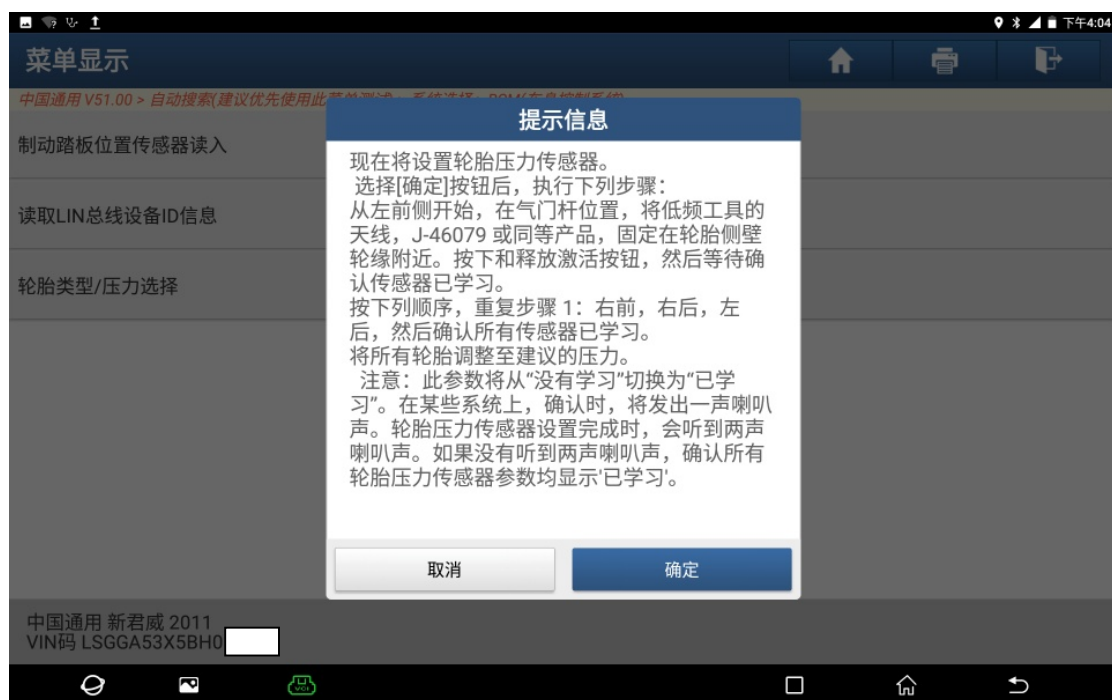 下午4:04
菜单显示
中国通用 V51.00 > 自动搜索(建议优先使用此
提示信息
制动踏板位置传感器读入
读取LIN总线设备ID信息
轮胎类型/压力选择
现在将设置轮胎压力传感器。
选择[确定]按钮后，执行下列步骤：
从左前侧开始，在气门杆位置，将低频工具的
天线，J-46079 或同等产品，固定在轮胎侧壁
轮缘附近。按下和释放激活按钮，然后等待确
认传感器已学习。
按下列顺序，重复步骤 1：右前，右后，左
后，然后确认所有传感器已学习。
将所有轮胎调整至建议的压力。
注意：此参数将从“没有学习”切换为“已学
习”。在某些系统上，确认时，将发出一声喇叭
声。轮胎压力传感器设置完成时，会听到两声
喇叭声。如果没有听到两声喇叭声，确认所有
轮胎压力传感器参数均显示'已学习'。
取消
确定
中国通用 新君威 2011
VIN码 LSGGA53X5BH0
VCI